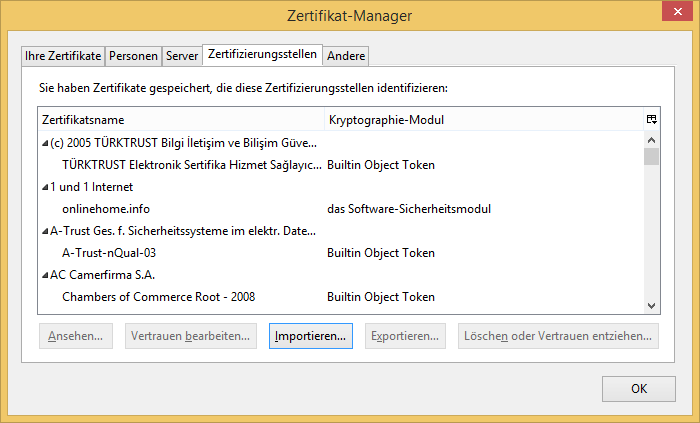 Zertifikat-Manager
Ihre Zertifikate Personen Server Zertifizierungsstellen Andere
Sie haben Zertifikate gespeichert, die diese Zertifizierungsstellen identifizieren:
Zertifikatsname Kryptographie-Modul
(c) 2005 TÜRKTRUST Bilgi İletişim ve Bilişim Güve...
TÜRKTRUST Elektronik Sertifika Hizmet Sağlayıc... Builtin Object Token
1 und 1 Internet
onlinehome.info das Software-Sicherheitsmodul
A-Trust Ges. f. Sicherheitssysteme im elektr. Date...
A-Trust-nQual-03 Builtin Object Token
AC Camerfirma S.A.
Chambers of Commerce Root - 2008 Builtin Object Token
Ansehen... Vertrauen bearbeiten... Importieren... Exportieren... Löschen oder Vertrauen entziehen...
OK